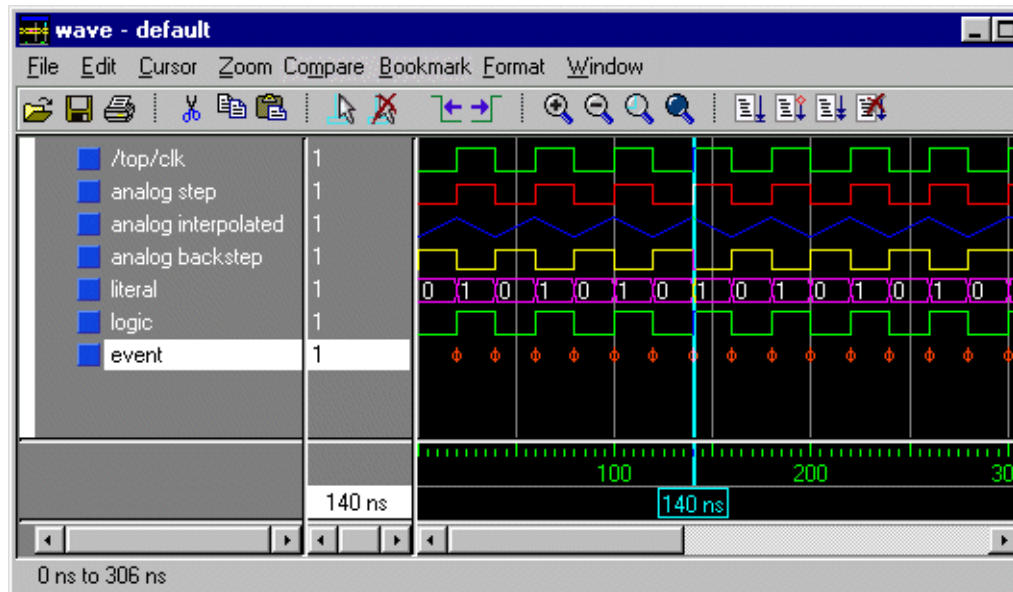 wave - default
File Edit Cursor Zoom Compare Bookmark Format Window
/top/clk 1
analog step 1
analog interpolated 1
analog backstep 1
literal 1 0 1 0 1 0 1 0 1 0 1 0 1 0 1 0
logic 1
event 1
100 200 30
140 ns 140 ns
0 ns to 306 ns